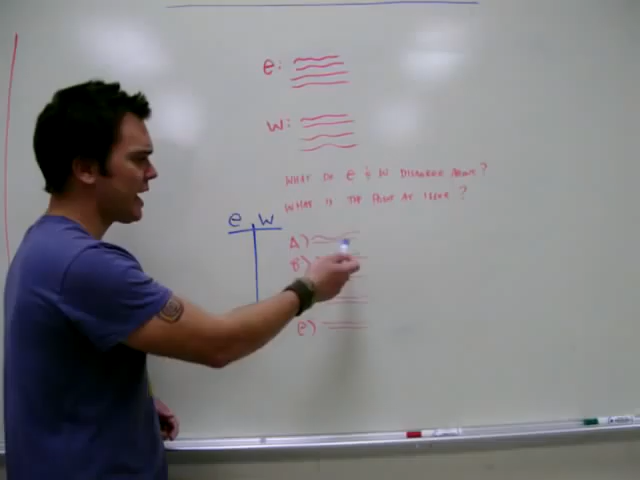 e:
w:
WHAT DO e & W DISAGREE ABOUT?
WHAT IS THE POINT AT ISSUE?
e W
A)
B)
e)